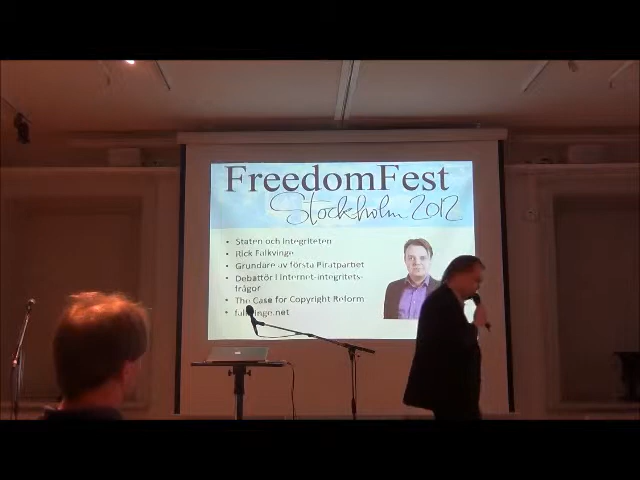 FreedomFest
Stockholm 2012
• Staten och integriteten
• Rick Falkvinge
• Grundare av första Piratpartiet
• Debattör i Internet-integritets-
frågor
• The Case for Copyright Reform
• falkvinge.net